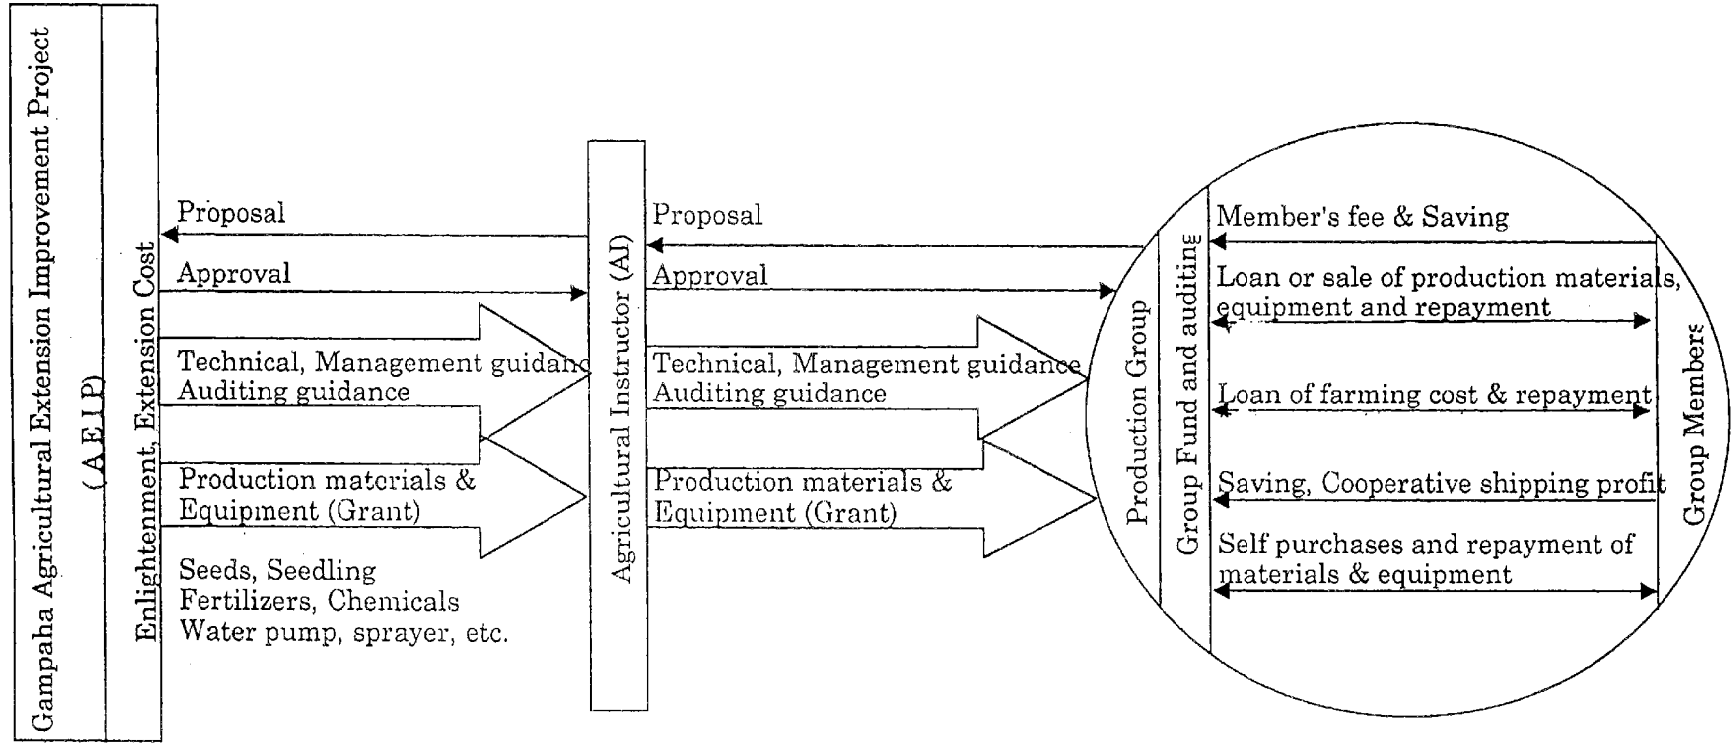 Gampaha Agricultural Extension Improvement Project
(AEIP)
Enlightenment, Extension Cost
Proposal
Approval
Technical, Management guidanc
Auditing guidance
Production materials &
Equipment (Grant)
Seeds, Seedling
Fertilizers, Chemicals
Water pump, sprayer, etc.
Agricultural Instructor (AI)
Proposal
Approval
Technical, Management guidance
Auditing guidance
Production materials &
Equipment (Grant)
Production Group
Group Fund and auditing
Member's fee & Saving
Loan or sale of production materials,
equipment and repayment
Loan of farming cost & repayment
Saving, Cooperative shipping profit
Self purchases and repayment of
materials & equipment
Group Members